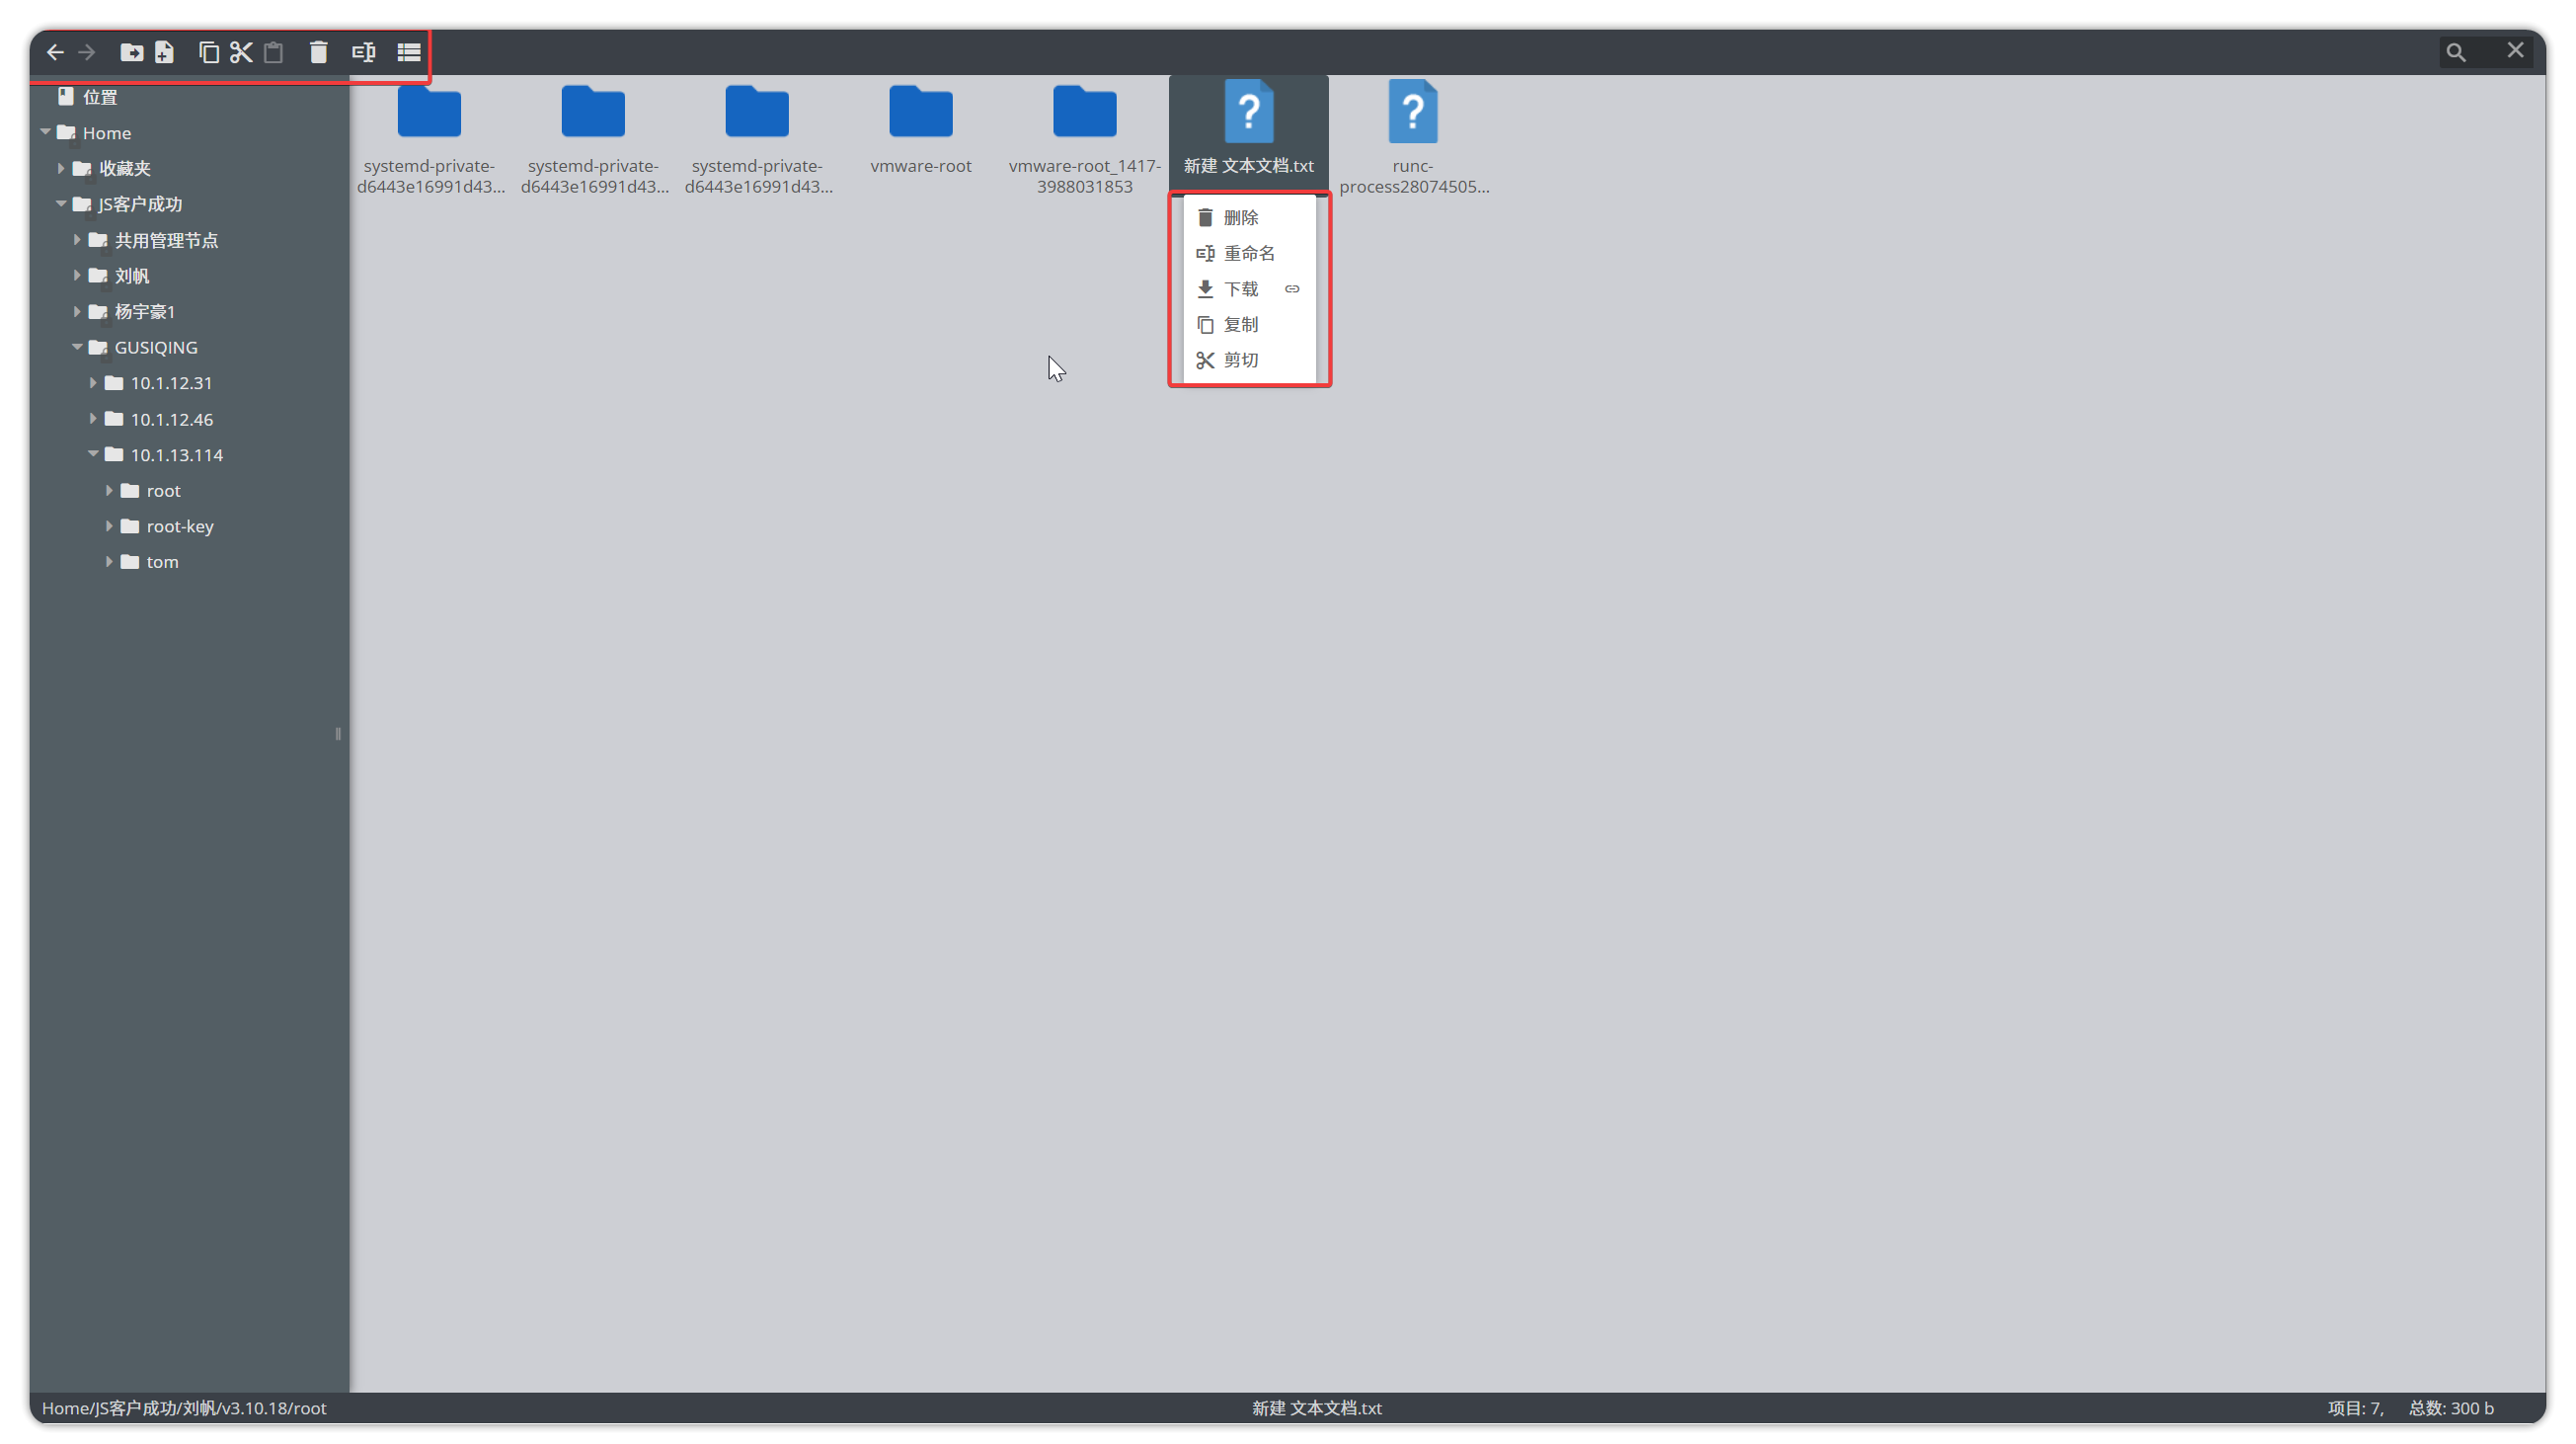 位置
Home
收藏夹
JS客户成功
共用管理节点
刘帆
杨宇豪1
GUSIQING
10.1.12.31
10.1.12.46
10.1.13.114
root
root-key
tom
systemd-private-
d6443e16991d43...
systemd-private-
d6443e16991d43...
systemd-private-
d6443e16991d43...
vmware-root
vmware-root_1417-
3988031853
新建 文本文档.txt
runc-
process28074505...
删除
重命名
下载
复制
剪切
Home/JS客户成功/刘帆/v3.10.18/root
新建 文本文档.txt
项目: 7, 总数: 300 b